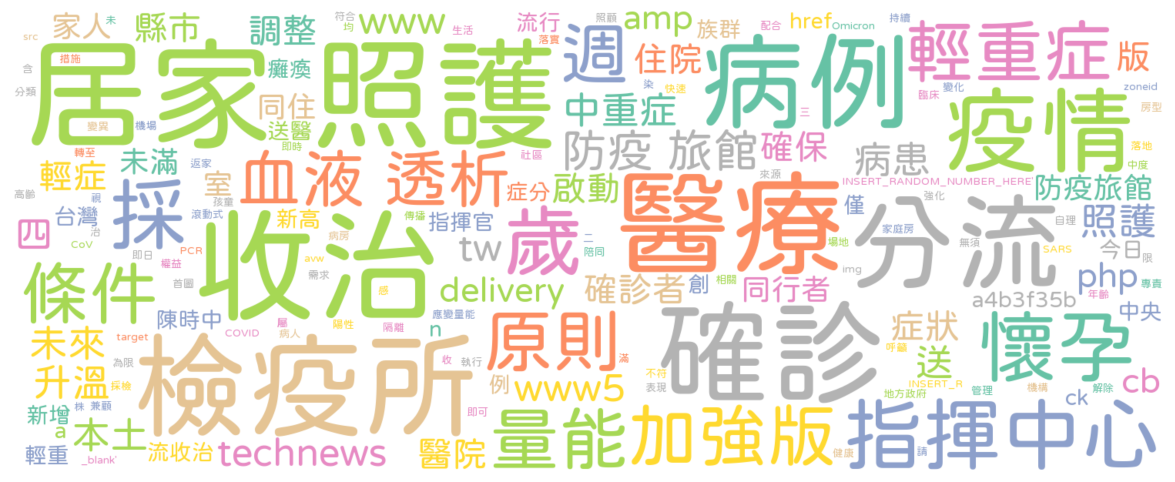 家人 縣市 調整 www 流行 amp 族群 href 符合 均 未 生活 落實 照顧 配合 Omicron 持續
src 措施 居家 照護 週 住院 病例 輕重症 版
含 癱瘓 染 快速 臨床 變化 zoneid
分類 同住 中重症 三 疫情 房型
變異 機場 送醫 即時 防疫 旅館 確保 病患 落地
轉至 返家 未滿 社區 來源 中度
輕症 室 血液 透析 症分 啟動 INSERT_RANDOM_NUMBER_HERE' 防疫旅館
高齡 視 孩童 醫療 強化
四 台灣 採 滾動式 新高 傳播 指揮官 歲 僅 自理 照護
CoV 治 病房 tw 二 陪同 場地 家庭房 分流 無須 SARS 今日 限
即日 PCR 收治 avw
權益 需求 確診者 創 相關 同行者 img php 專責
條件 首圖 感 delivery a4b3f35b 年齡
陳時中 應變量能 n 中央
target COVID 屬 陽性 隔離 原則 確診 症狀 懷孕
未來 為限 病人 收 執行 滿 呼籲 送
升溫 採檢 檢疫所 例 www5 不符 表現 INSERT_R 管理 機構 解除 cb
新增 株 兼顧 即可 地方政府 ck
a 本土 量能 加強版 指揮中心
輕重 _blank' 流收治 technews 醫院 健康 請